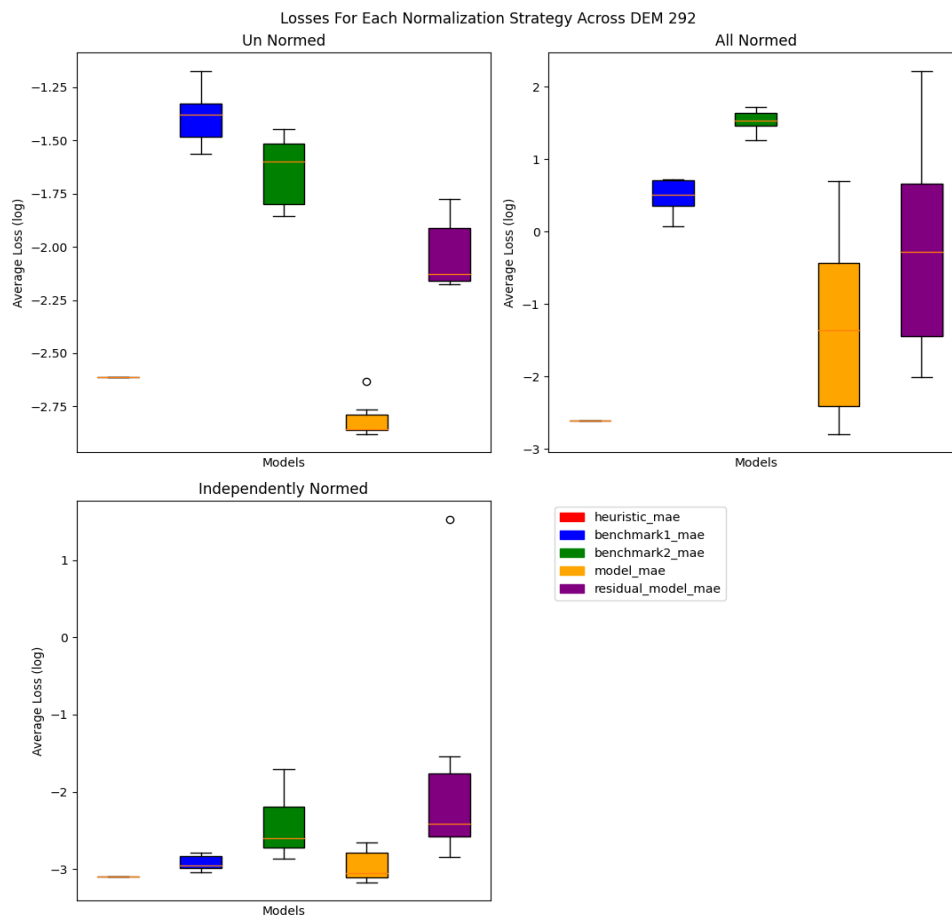 Losses For Each Normalization Strategy Across DEM 292
Un Normed
−1.25
−1.50
−1.75
−2.00
−2.25
−2.50
−2.75
Average Loss (log)
Models
All Normed
2
1
0
−1
−2
−3
Average Loss (log)
Models
Independently Normed
1
0
−1
−2
−3
Average Loss (log)
Models
heuristic_mae
benchmark1_mae
benchmark2_mae
model_mae
residual_model_mae